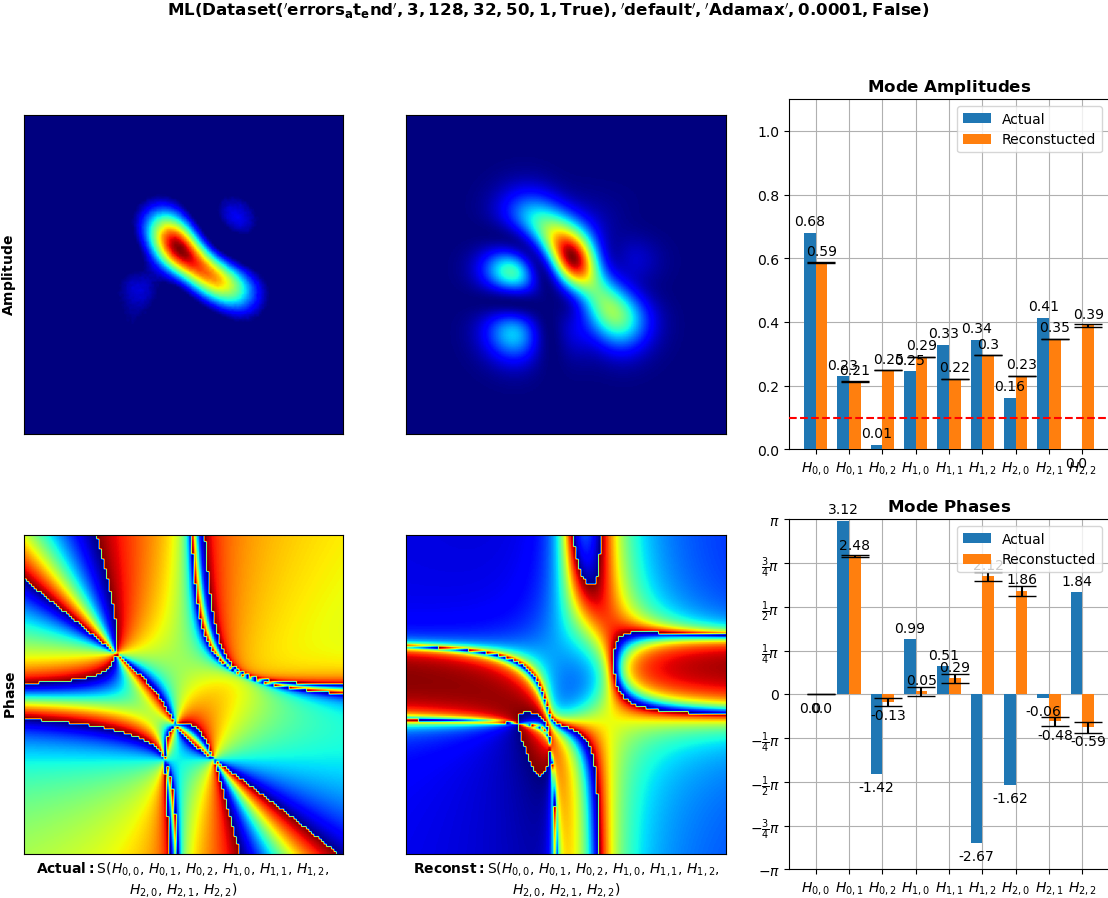 ML(Dataset('errors_at_end', 3, 128, 32, 50, 1, True), 'default', 'Adamax', 0.0001, False)
Amplitude
Mode Amplitudes
Actual
Reconstucted
1.0
0.8
0.6
0.4
0.2
0.0
0.68
0.59
0.23
0.21
0.01
0.25
0.25
0.29
0.33
0.22
0.34
0.3
0.16
0.23
0.41
0.35
0.0
0.39
H0,0 H0,1 H0,2 H1,0 H1,1 H1,2 H2,0 H2,1 H2,2
Phase
Actual: S(H0,0, H0,1, H0,2, H1,0, H1,1, H1,2,
H2,0, H2,1, H2,2)
Reconst: S(H0,0, H0,1, H0,2, H1,0, H1,1, H1,2,
H2,0, H2,1, H2,2)
Mode Phases
Actual
Reconstucted
π
3/4π
1/2π
1/4π
0
−1/4π
−1/2π
−3/4π
−π
0.0
0.0
3.12
2.48
-1.42
-0.13
0.99
0.05
0.51
0.29
-2.67
2.12
-1.62
1.86
-0.06
-0.48
1.84
-0.59
H0,0 H0,1 H0,2 H1,0 H1,1 H1,2 H2,0 H2,1 H2,2